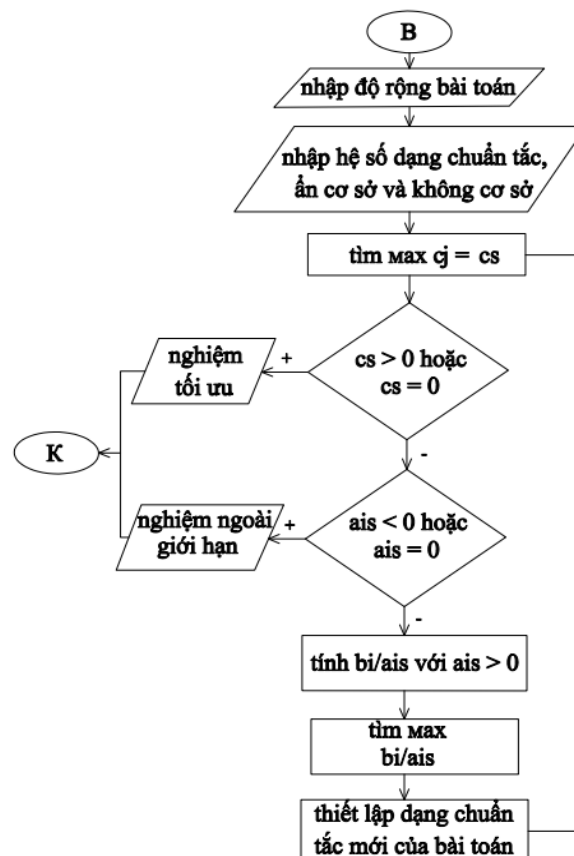 B
nhập độ rộng bài toán
nhập hệ số dạng chuẩn tắc,
ẩn cơ sở và không cơ sở
tìm max cj = cs
cs > 0 hoặc
cs = 0
+
nghiệm
tối ưu
K
-
ais < 0 hoặc
ais = 0
+
nghiệm ngoài
giới hạn
-
tính bi/ais với ais > 0
tìm max
bi/ais
thiết lập dạng chuẩn
tắc mới của bài toán